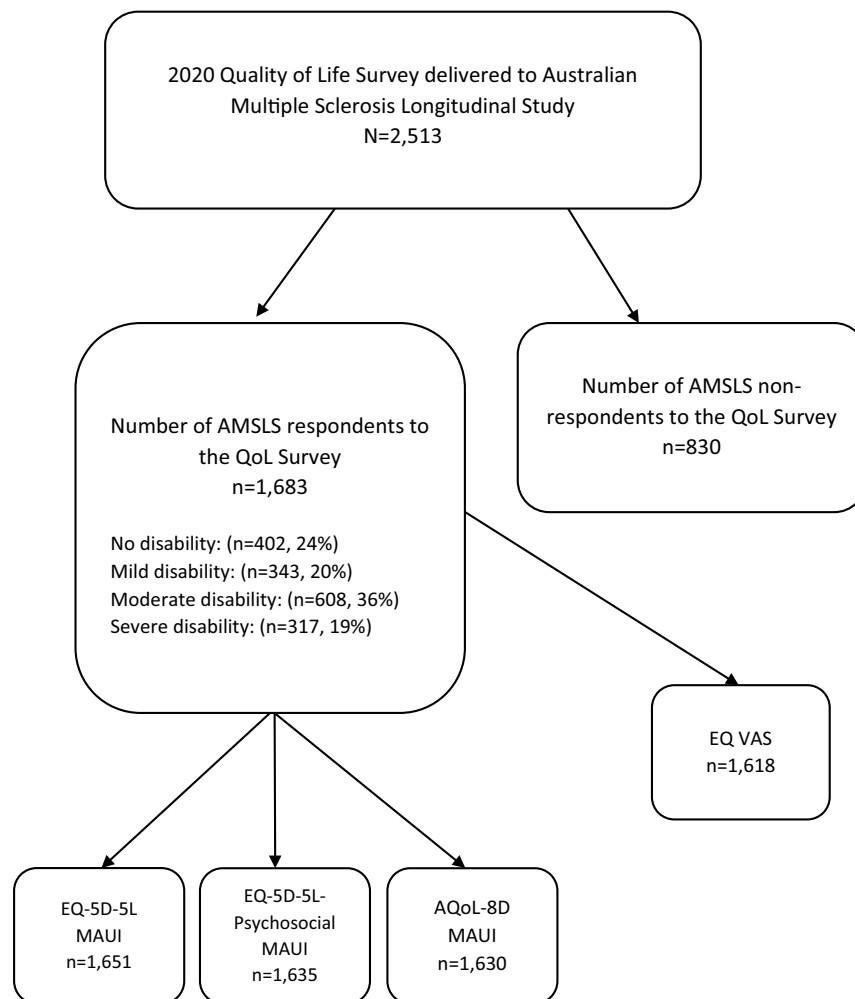 2020 Quality of Life Survey delivered to Australian
Multiple Sclerosis Longitudinal Study
N=2,513
Number of AMSLS respondents to
the QoL Survey
n=1,683
No disability: (n=402, 24%)
Mild disability: (n=343, 20%)
Moderate disability: (n=608, 36%)
Severe disability: (n=317, 19%)
Number of AMSLS non-
respondents to the QoL Survey
n=830
EQ VAS
n=1,618
EQ-5D-5L
MAUI
n=1,651
EQ-5D-5L-
Psychosocial
MAUI
n=1,635
AQoL-8D
MAUI
n=1,630